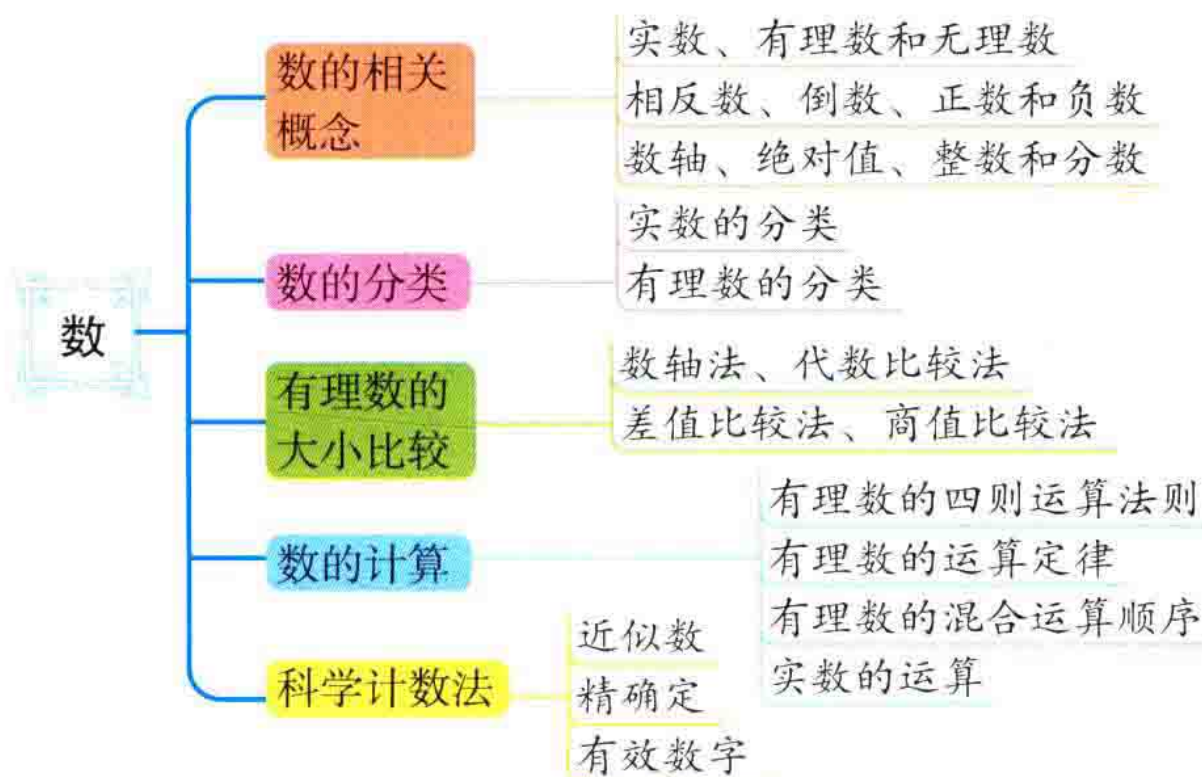 数
数的相关
概念
实数、有理数和无理数
相反数、倒数、正数和负数
数轴、绝对值、整数和分数
数的分类
实数的分类
有理数的分类
有理数的
大小比较
数轴法、代数比较法
差值比较法、商值比较法
数的计算
有理数的四则运算法则
有理数的运算定律
有理数的混合运算顺序
实数的运算
科学计数法
近似数
精确定
有效数字